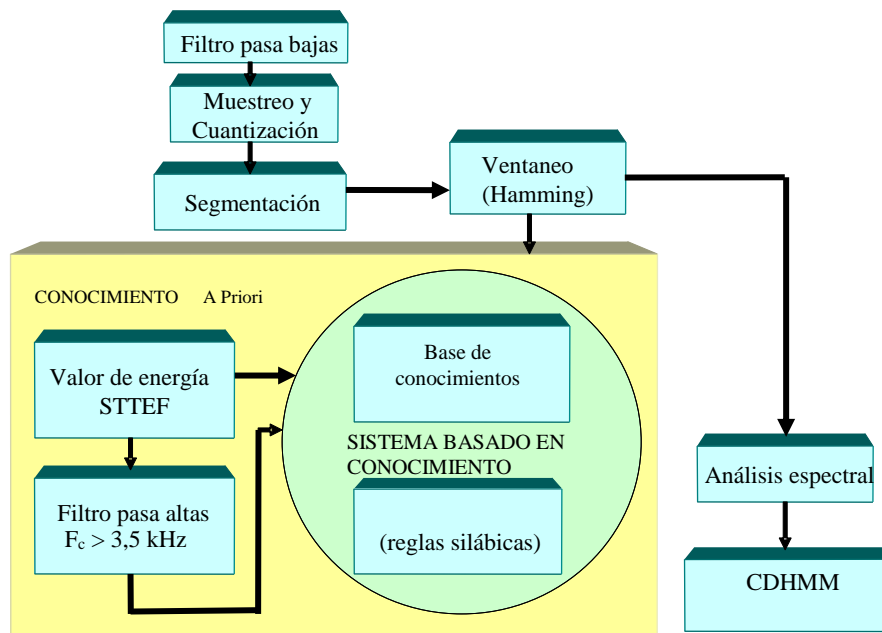 Filtro pasa bajas
Muestreo y
Cuantización
Segmentación
Ventaneo
(Hamming)
CONOCIMIENTO A Priori
Valor de energía
STTEF
Filtro pasa altas
Fc > 3,5 kHz
Base de
conocimientos
SISTEMA BASADO EN
CONOCIMIENTO
(reglas silábicas)
Análisis espectral
CDHMM